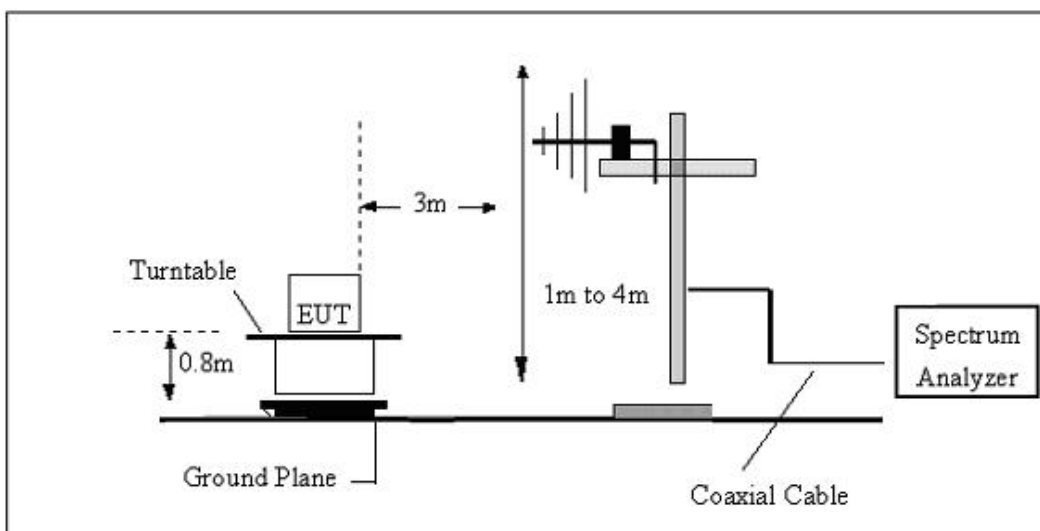 3m
Turntable
EUT
1m to 4m
0.8m
Spectrum
Analyzer
Ground Plane
Coaxial Cable